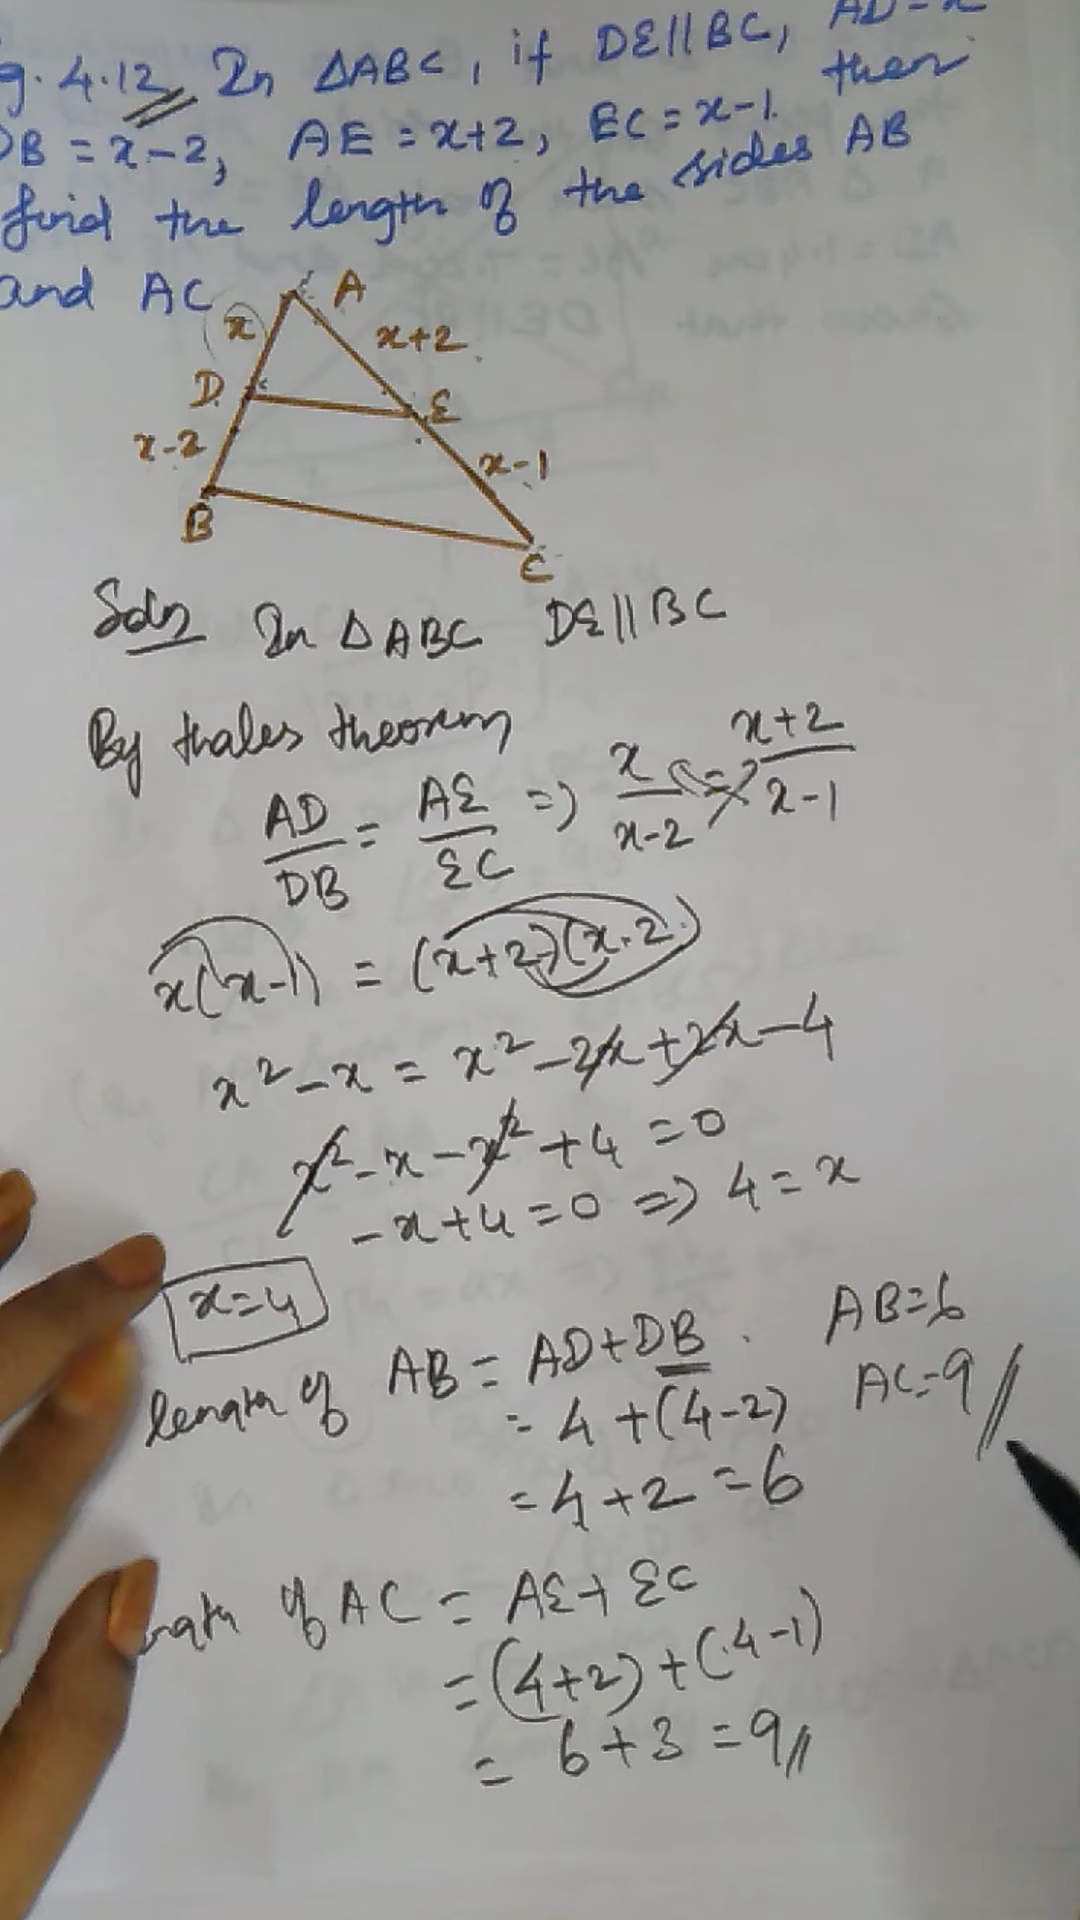 g. 4.12 In ΔABC, if DE||BC, AD = x
DB = x-2, AE = x+2, EC = x-1. then
find the length of the sides AB
and AC
A
x
x+2
D
E
x-2
x-1
B
C
Soln In ΔABC DE||BC
By thales theorem
AD/DB = AE/EC => x/x-2 = x+2/x-1
x(x-1) = (x+2)(x-2)
x² - x = x² - 2x + 2x - 4
x² - x - x² + 4 = 0
-x+4 = 0 => 4 = x
x=4
length of AB = AD+DB. AB=6
= 4 + (4-2) AC=9//
= 4+2 = 6
of AC = AE + EC
= (4+2) + (4-1)
= 6+3 = 9//